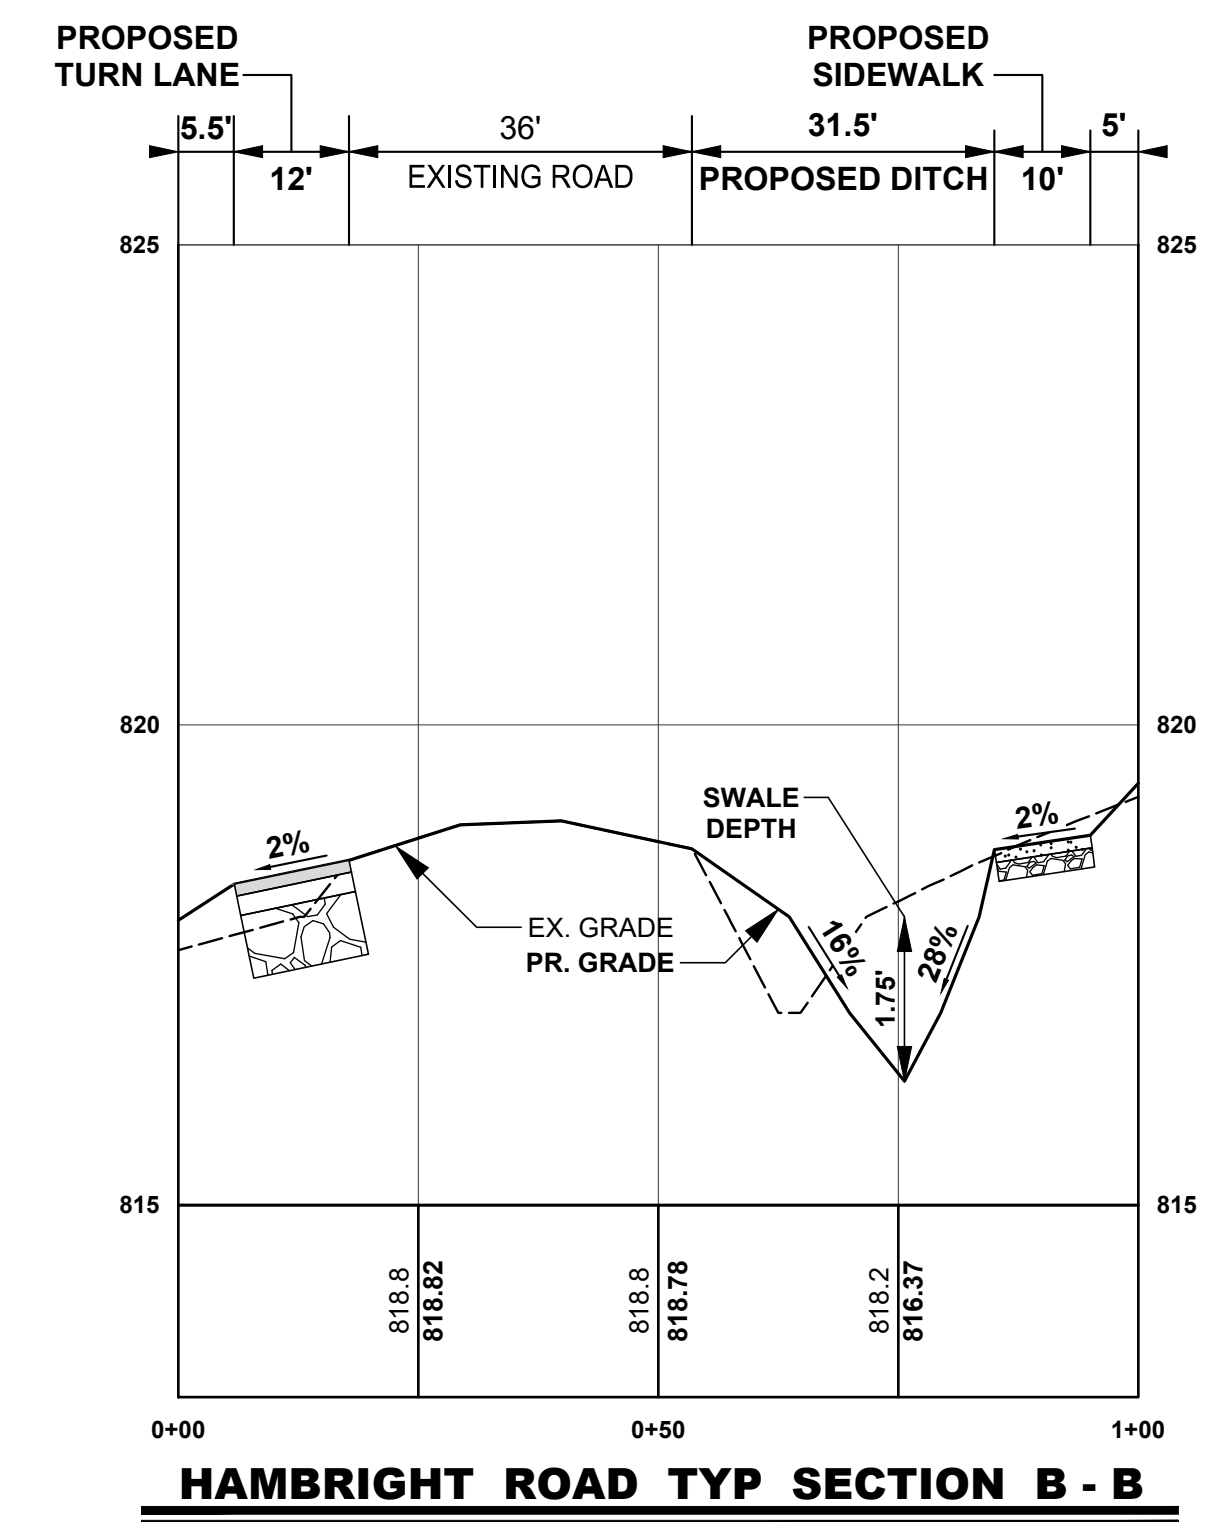 PROPOSED
TURN LANE
PROPOSED
SIDEWALK
5.5'
36'
31.5'
5'
12'
EXISTING ROAD
PROPOSED DITCH
10'
825
825
820
820
SWALE
DEPTH
2%
2%
EX. GRADE
PR. GRADE
16%
1.75'
28%
815
815
818.8
818.82
818.8
818.78
818.2
816.37
0+00
0+50
1+00
HAMBRIGHT ROAD TYP SECTION B - B